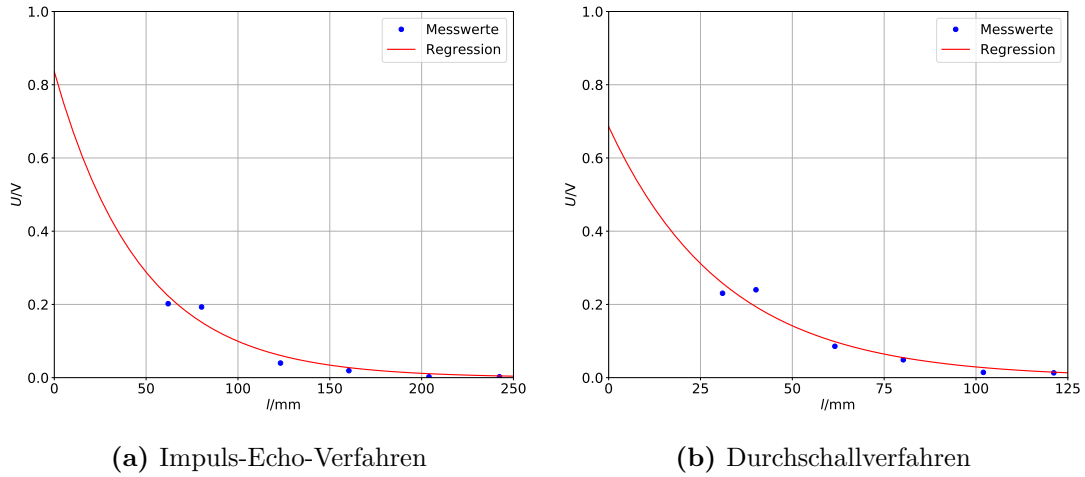 1.0
0.8
0.6
0.4
0.2
0.0
U/V
0 50 100 150 200 250
l/mm
Messwerte
Regression
(a) Impuls-Echo-Verfahren
1.0
0.8
0.6
0.4
0.2
0.0
U/V
0 25 50 75 100 125
l/mm
Messwerte
Regression
(b) Durchschallverfahren